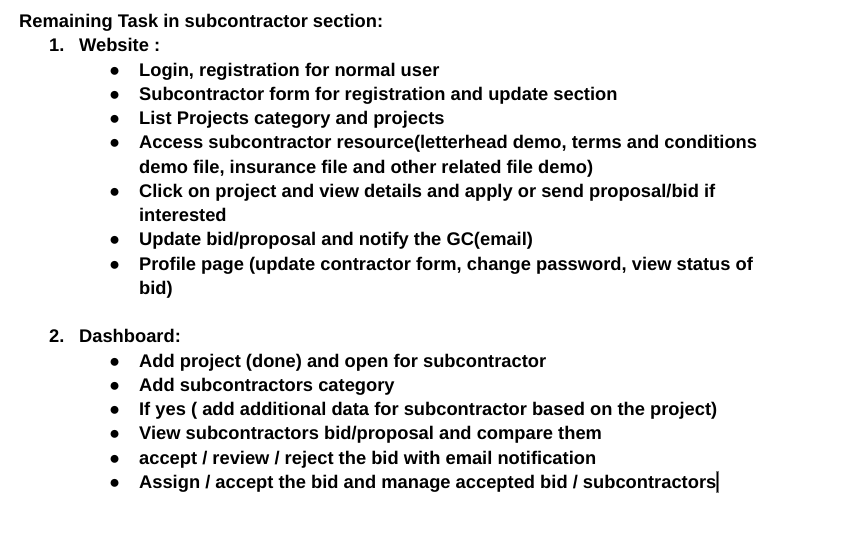 Remaining Task in subcontractor section:
1. Website :
● Login, registration for normal user
● Subcontractor form for registration and update section
● List Projects category and projects
● Access subcontractor resource(letterhead demo, terms and conditions
demo file, insurance file and other related file demo)
● Click on project and view details and apply or send proposal/bid if
interested
● Update bid/proposal and notify the GC(email)
● Profile page (update contractor form, change password, view status of
bid)
2. Dashboard:
● Add project (done) and open for subcontractor
● Add subcontractors category
● If yes ( add additional data for subcontractor based on the project)
● View subcontractors bid/proposal and compare them
● accept / review / reject the bid with email notification
● Assign / accept the bid and manage accepted bid / subcontractors